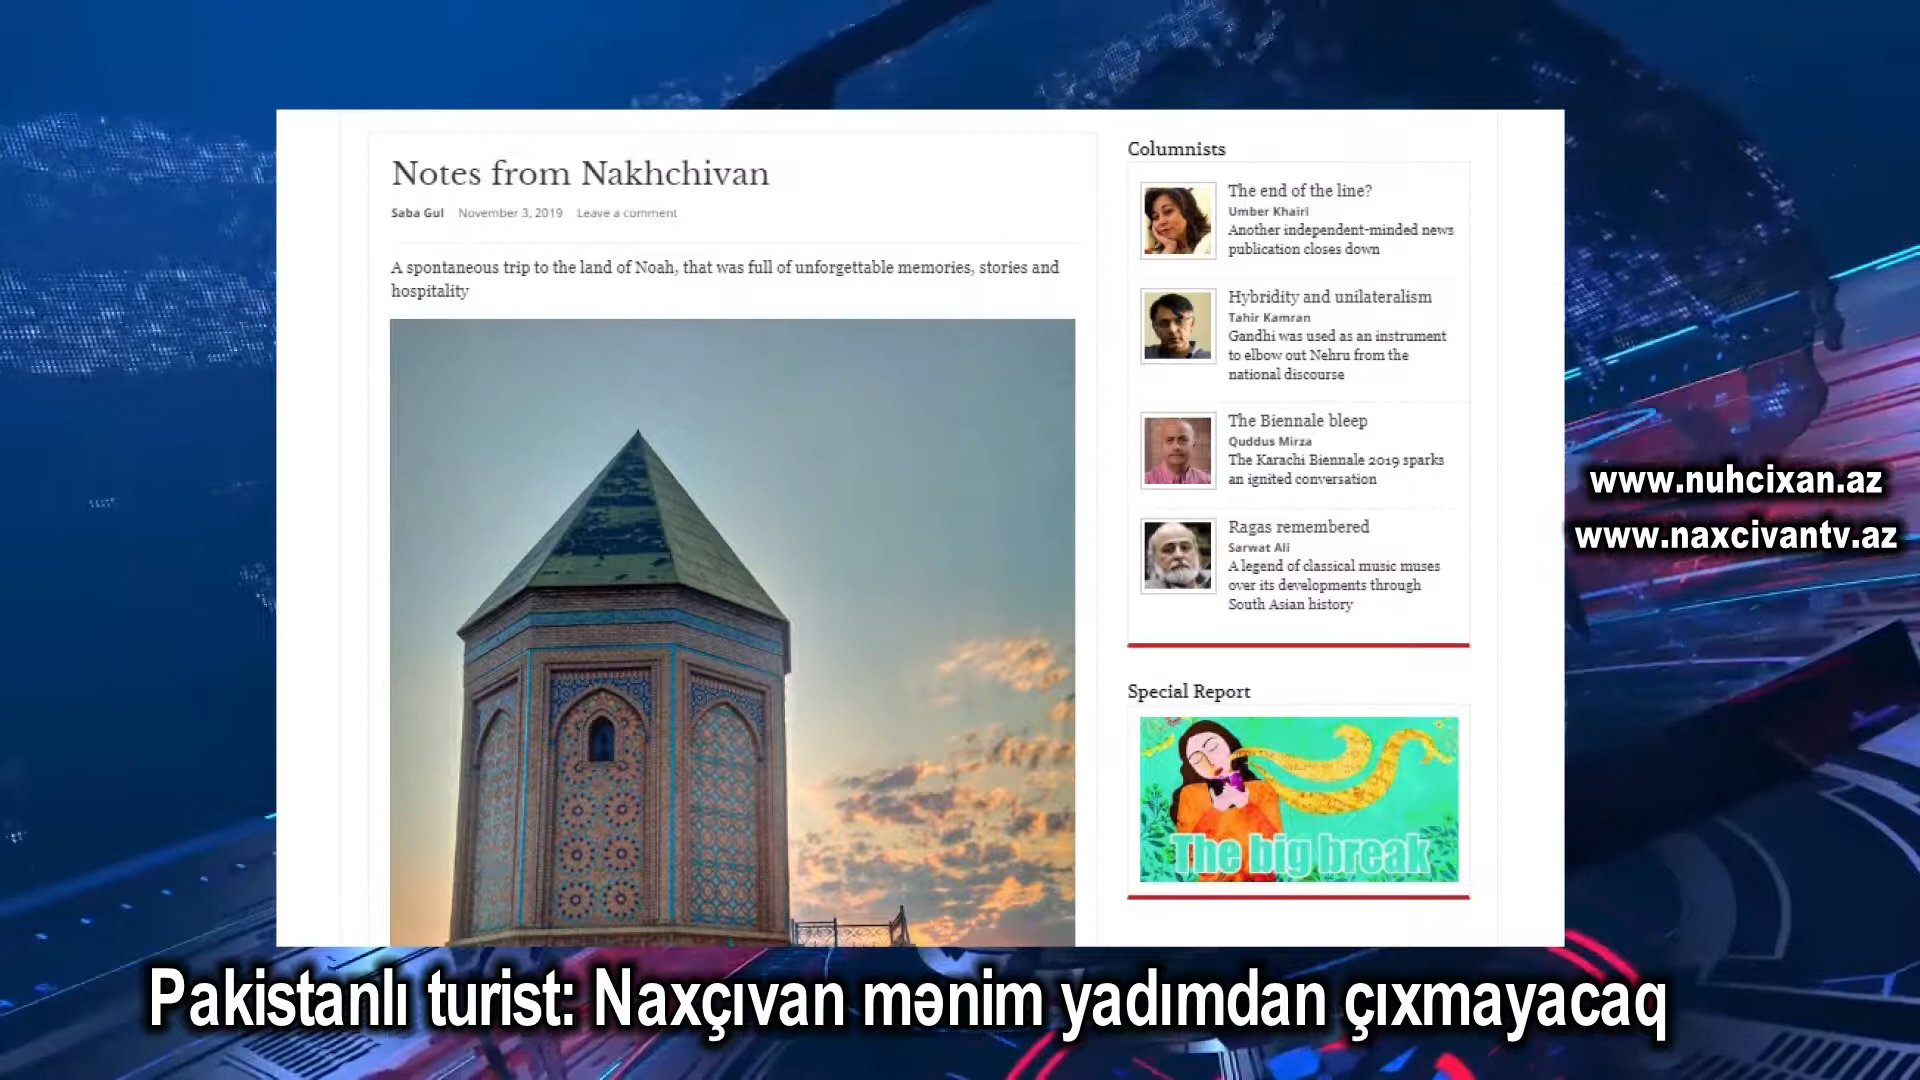 Notes from Nakhchivan
Saba Gul November 3, 2019 Leave a comment
A spontaneous trip to the land of Noah, that was full of unforgettable memories, stories and
hospitality
Columnists
The end of the line?
Umber Khairi
Another independent-minded news
publication closes down
Hybridity and unilateralism
Tahir Kamran
Gandhi was used as an instrument
to elbow out Nehru from the
national discourse
The Biennale bleep
Quddus Mirza
The Karachi Biennale 2019 sparks
an ignited conversation
Ragas remembered
Sarwat Ali
A legend of classical music muses
over its developments through
South Asian history
Special Report
The big break
www.nuhcixan.az
www.naxcivantv.az
Pakistanlı turist: Naxçıvan mənim yadımdan çıxmayacaq